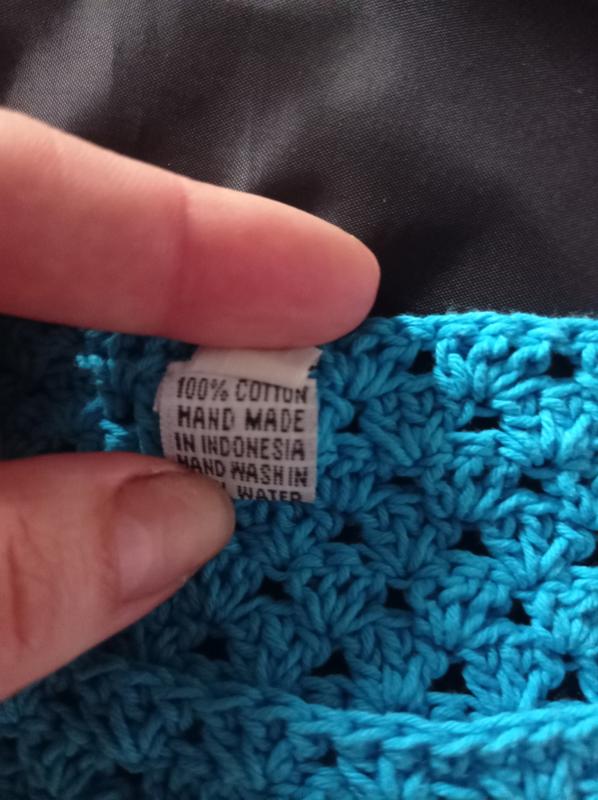 100% COTTON
HAND MADE
IN INDONESIA
HAND WASH IN
WATER